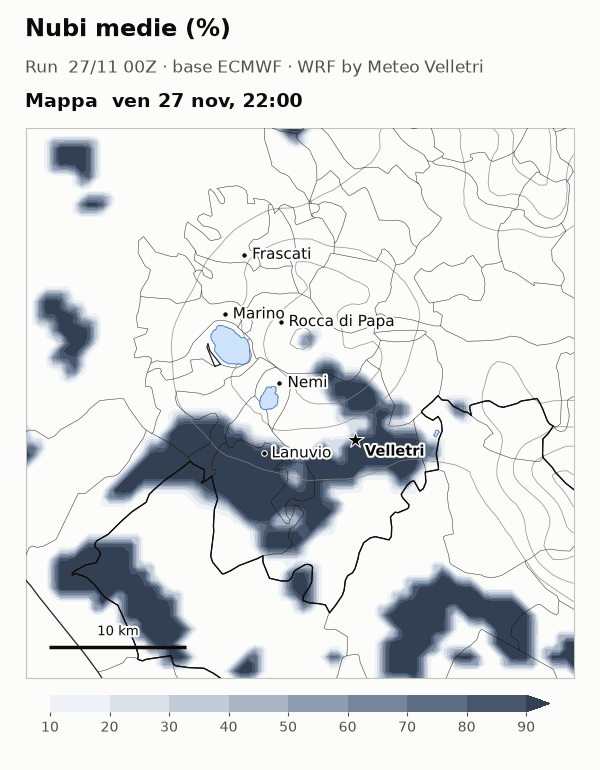 Nubi medie (%)
Run 27/11 00Z · base ECMWF · WRF by Meteo Velletri
Mappa ven 27 nov, 22:00
Frascati
Marino
Rocca di Papa
Nemi
Lanuvio
Velletri
10 km
10 20 30 40 50 60 70 80 90